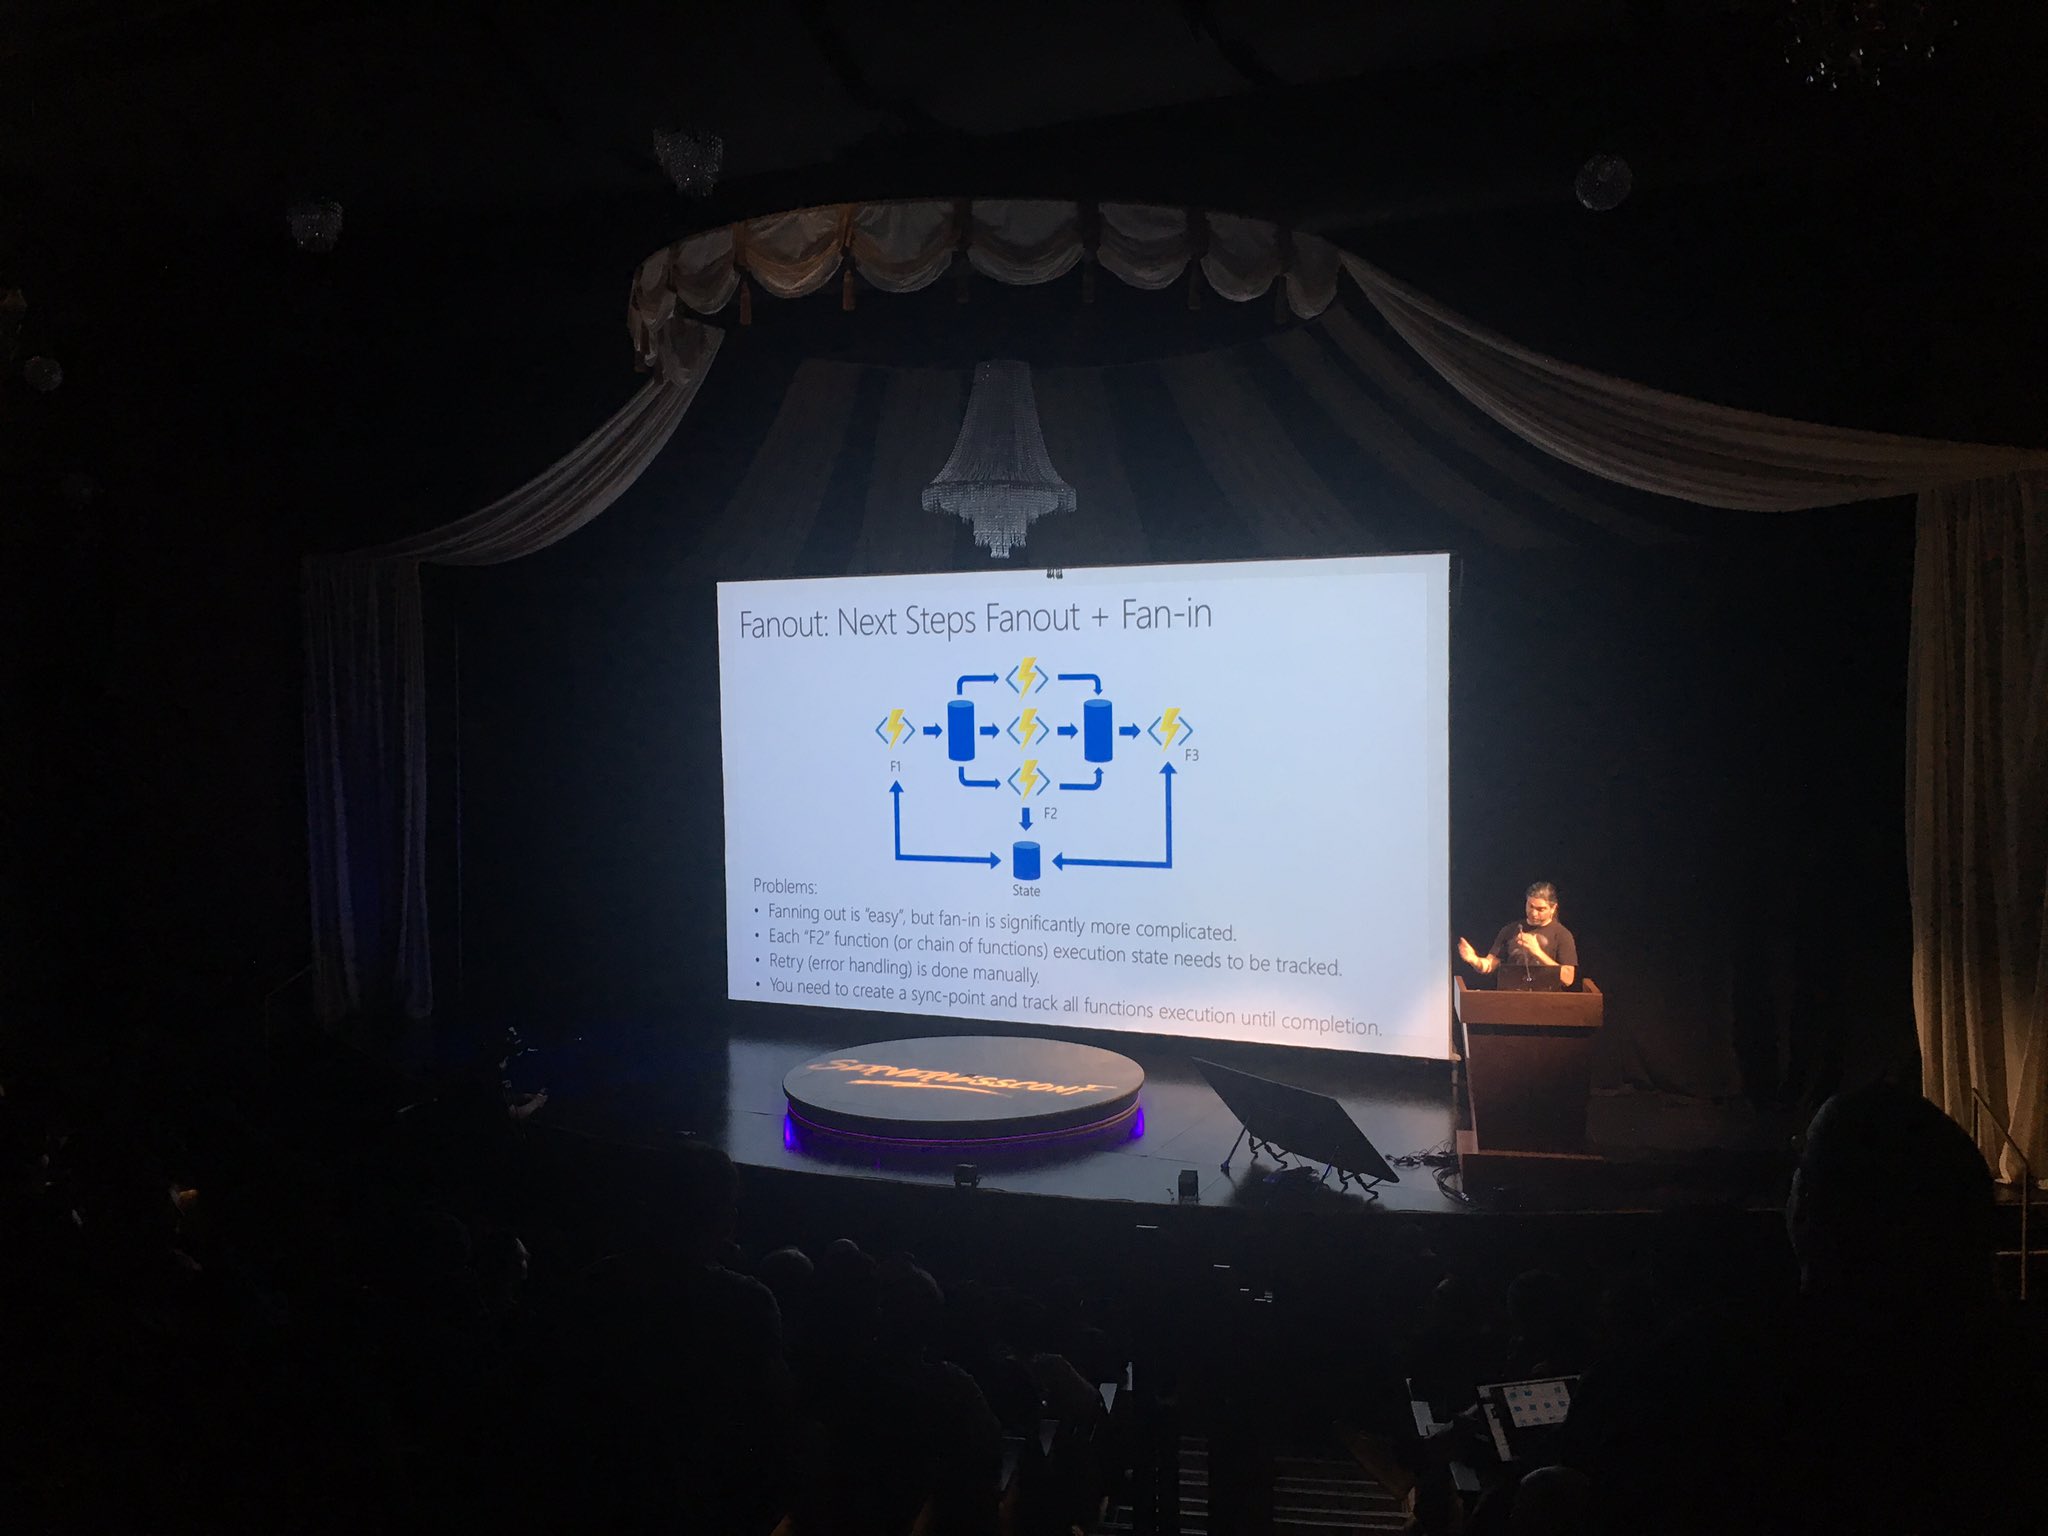 Fanout: Next Steps Fanout + Fan-in
F1
F3
F2
State
Problems:
• Fanning out is "easy", but fan-in is significantly more complicated.
• Each "F2" function (or chain of functions) execution state needs to be tracked.
• Retry (error handling) is done manually.
• You need to create a sync-point and track all functions execution until completion.
SERVERLESSCONF